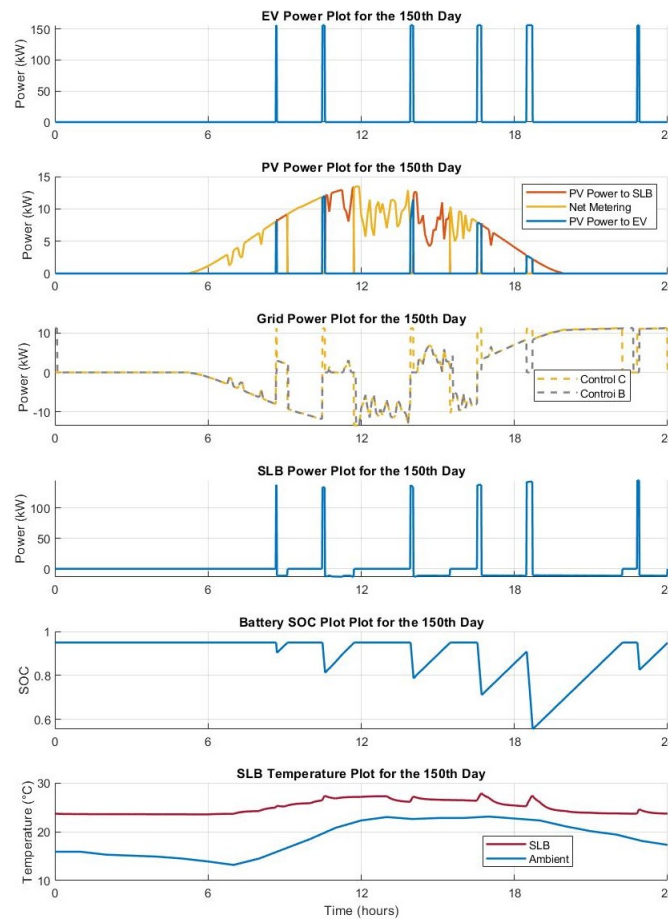 EV Power Plot for the 150th Day
150
100
50
0
Power (kW)
0 6 12 18 2
PV Power Plot for the 150th Day
15
10
5
0
Power (kW)
PV Power to SLB
Net Metering
PV Power to EV
0 6 12 18 2
Grid Power Plot for the 150th Day
10
0
-10
Power (kW)
Control C
Controi B
0 6 12 18 2
SLB Power Plot for the 150th Day
100
50
0
Power (kW)
0 6 12 18 2
Battery SOC Plot Plot for the 150th Day
1
0.8
0.6
SOC
0 6 12 18 2
SLB Temperature Plot for the 150th Day
30
20
10
Temperature (°C)
SLB
Ambient
0 6 12 18 2
Time (hours)